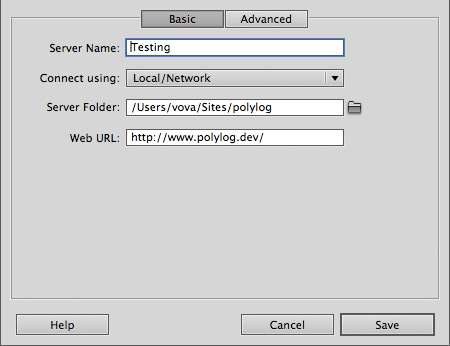 Basic Advanced
Server Name: Testing
Connect using: Local/Network
Server Folder: /Users/vova/Sites/polylog
Web URL: http://www.polylog.dev/
Help Cancel Save